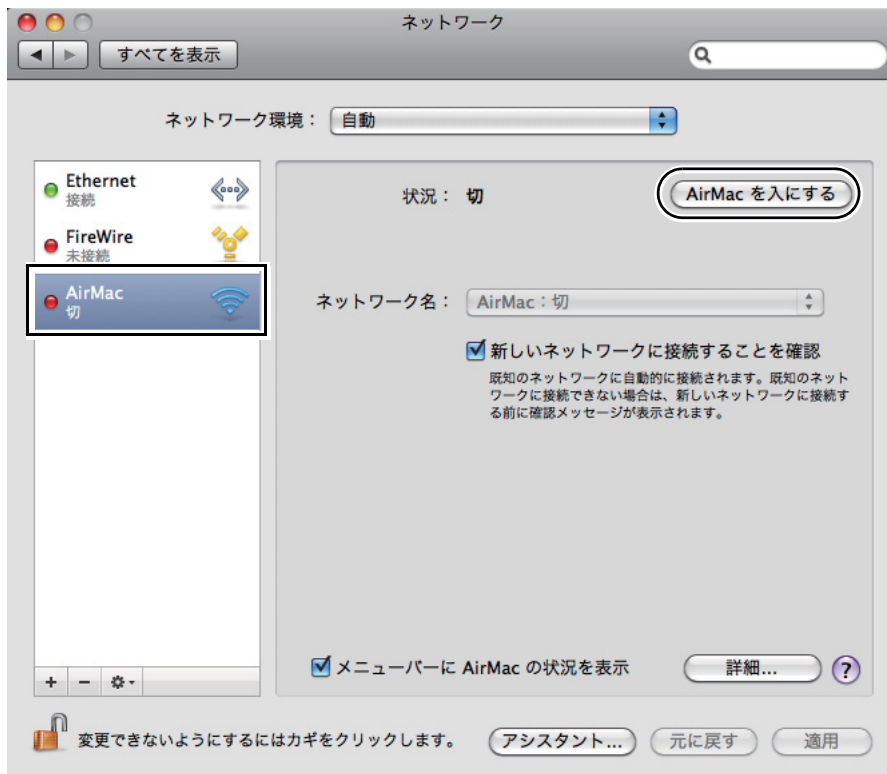 ネットワーク
すべてを表示
ネットワーク環境： 自動
Ethernet
接続
FireWire
未接続
AirMac
切
状況： 切
AirMac を入にする
ネットワーク名： AirMac：切
新しいネットワークに接続することを確認
既知のネットワークに自動的に接続されます。既知のネット
ワークに接続できない場合は、新しいネットワークに接続す
る前に確認メッセージが表示されます。
メニューバーに AirMac の状況を表示
詳細...
?
変更できないようにするにはカギをクリックします。
アシスタント...
元に戻す
適用